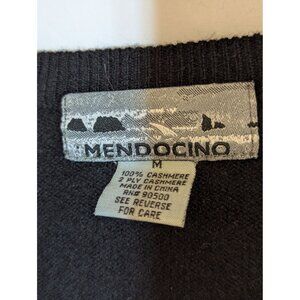 MENDOCINO
M
100% CASHMERE
2 PLY CASHMERE
MADE IN CHINA
RN# 90500
SEE REVERSE
FOR CARE